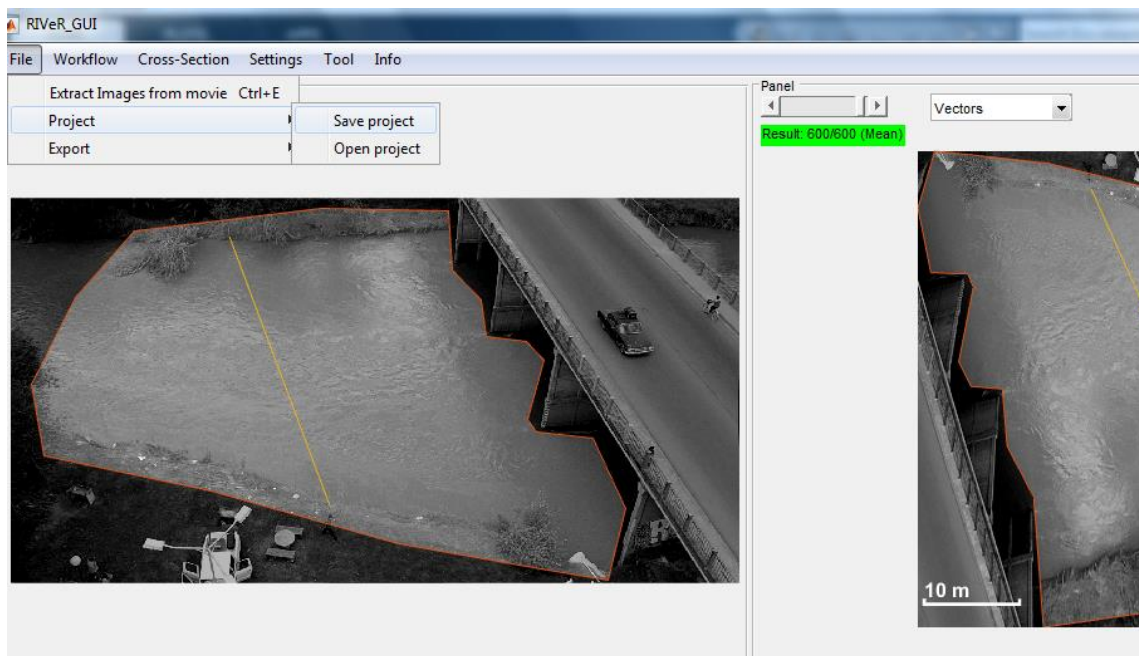 RIVeR_GUI
File Workflow Cross-Section Settings Tool Info
Extract Images from movie Ctrl+E
Project
Export
Save project
Open project
Panel
Vectors
Result: 600/600 (Mean)
10 m